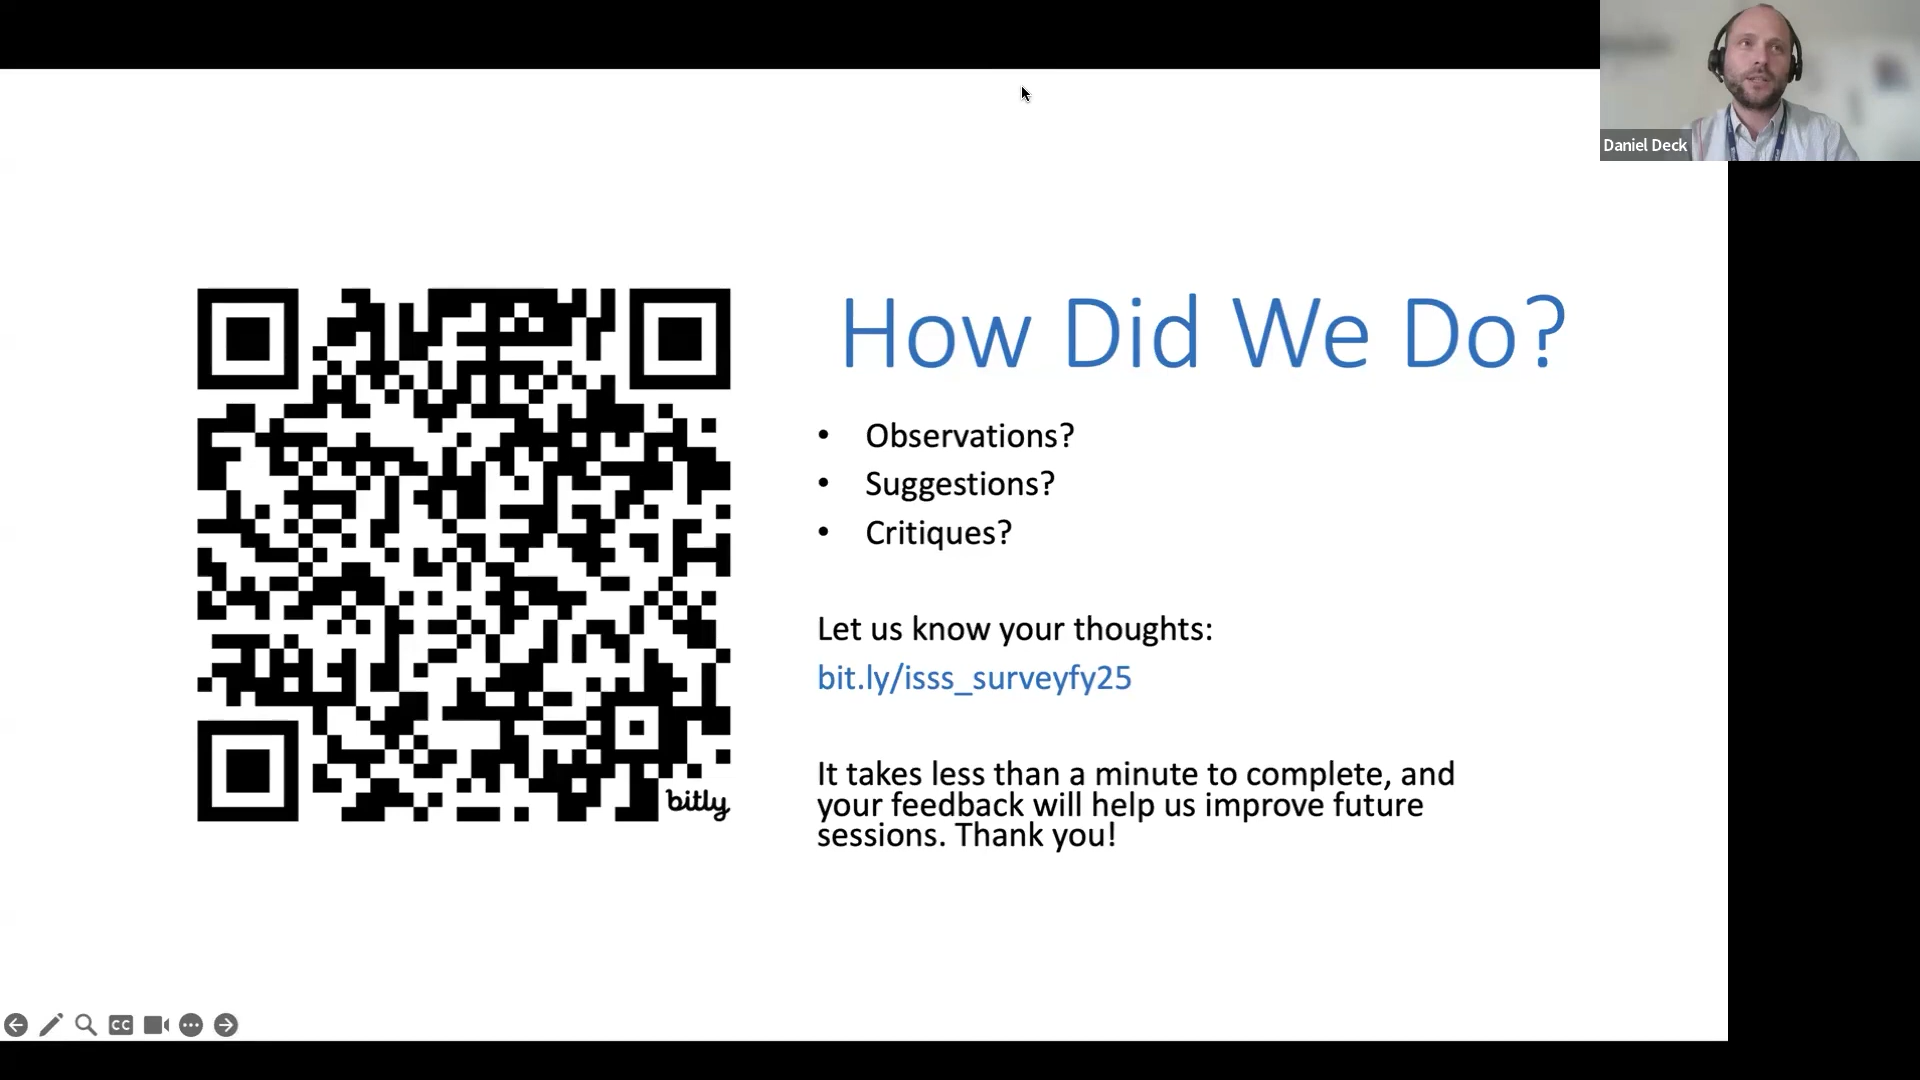 Daniel Deck
How Did We Do?
• Observations?
• Suggestions?
• Critiques?
Let us know your thoughts:
bit.ly/isss_surveyfy25
It takes less than a minute to complete, and
your feedback will help us improve future
sessions. Thank you!
bitly
CC